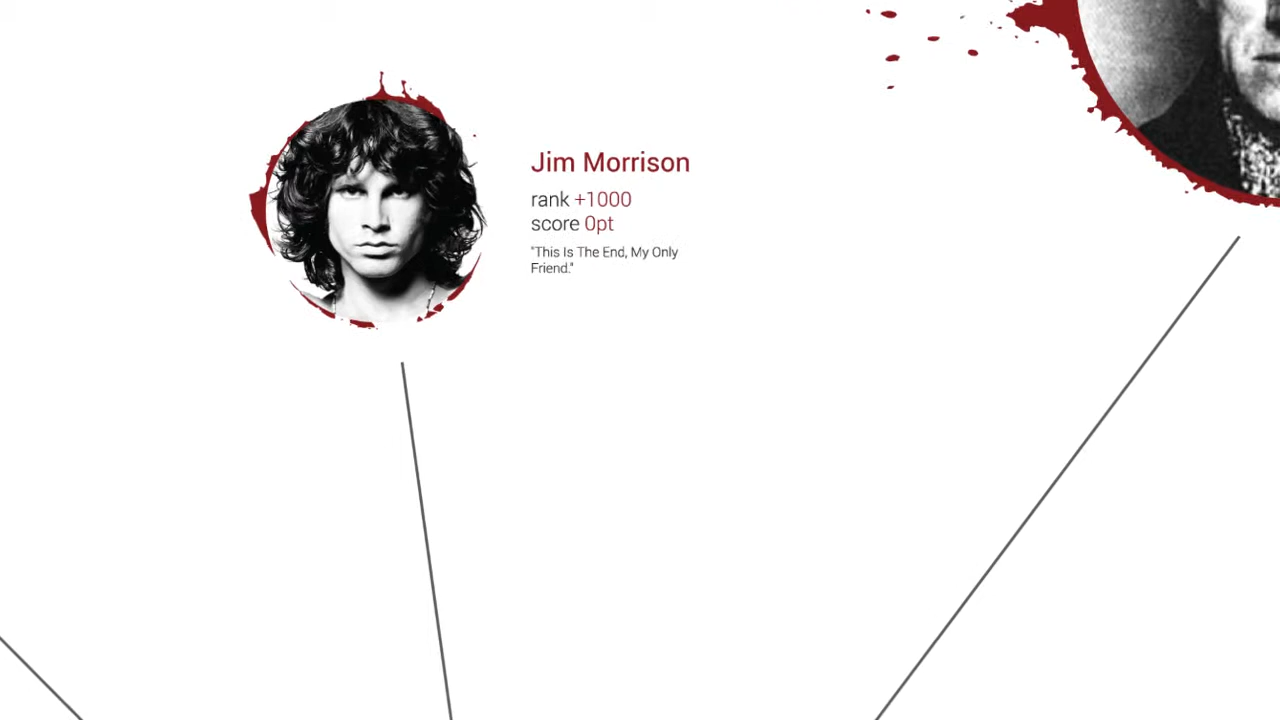 Jim Morrison
rank +1000
score 0pt
"This Is The End, My Only
Friend."